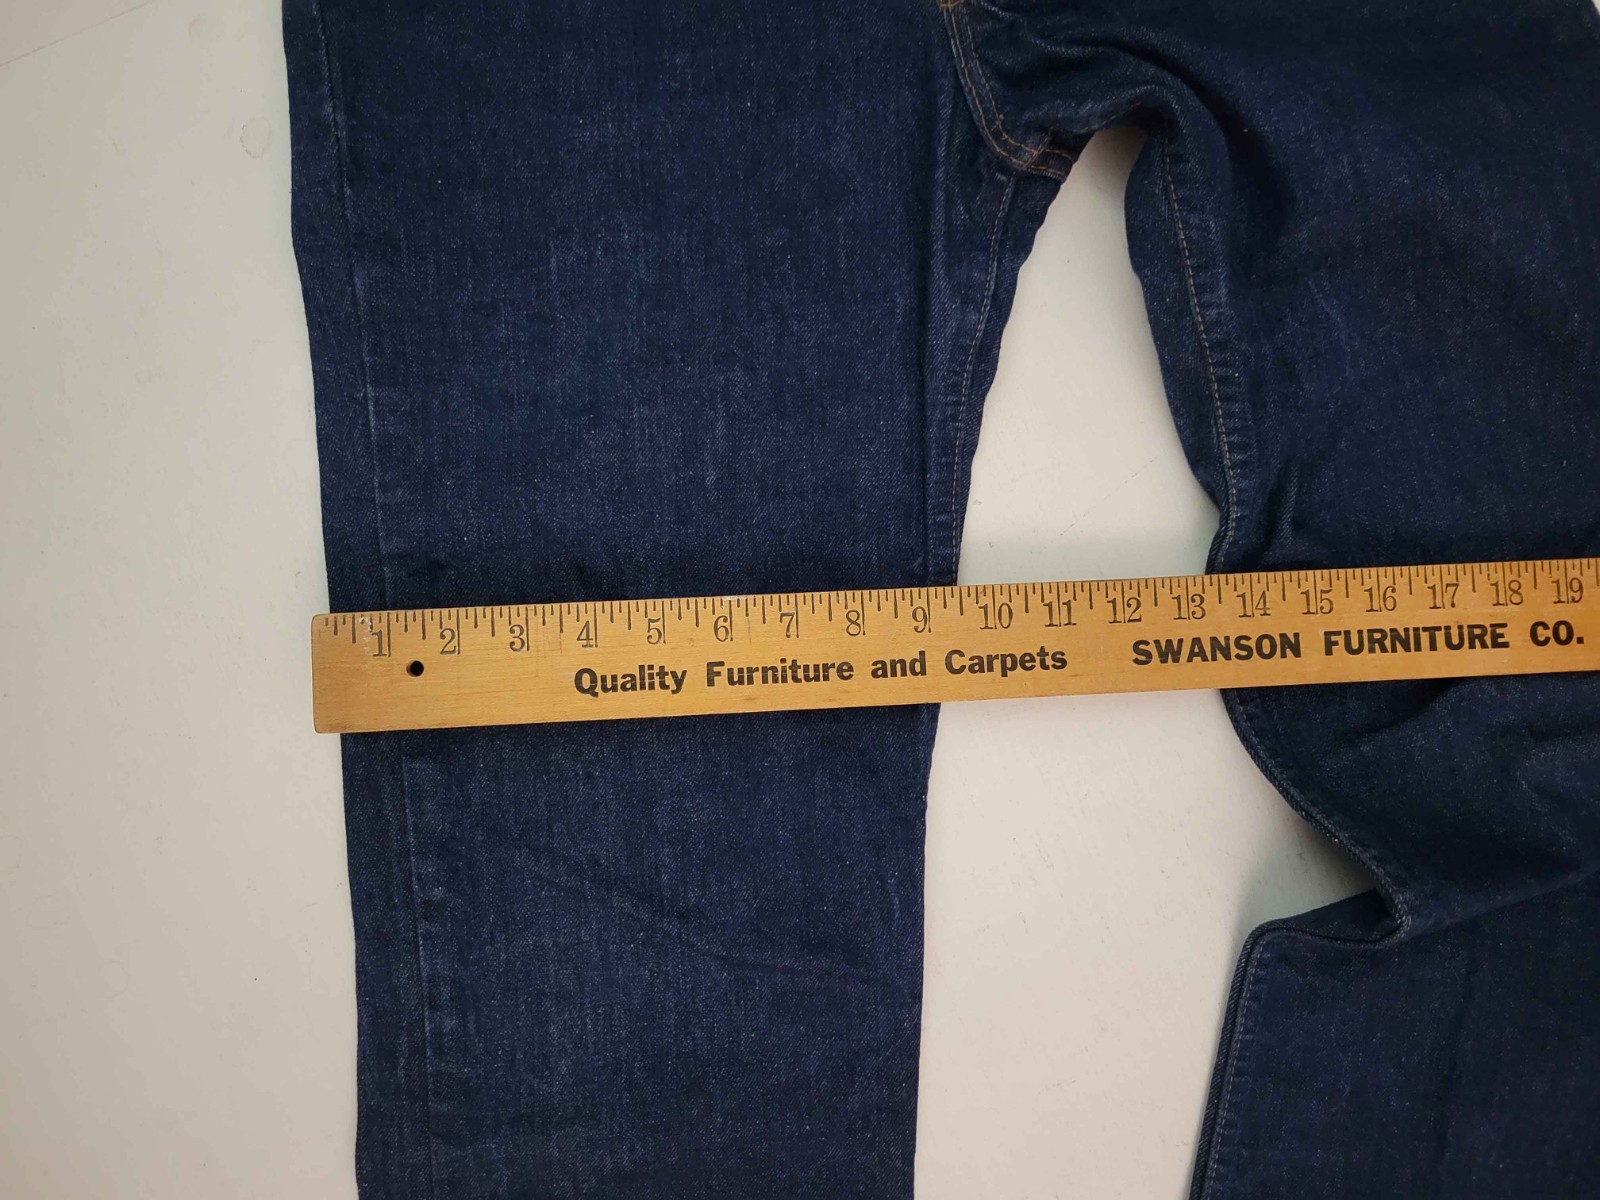 1 2 3 4 5 6 7 8 9 10 11 12 13 14 15 16 17 18 19
Quality Furniture and Carpets SWANSON FURNITURE CO.